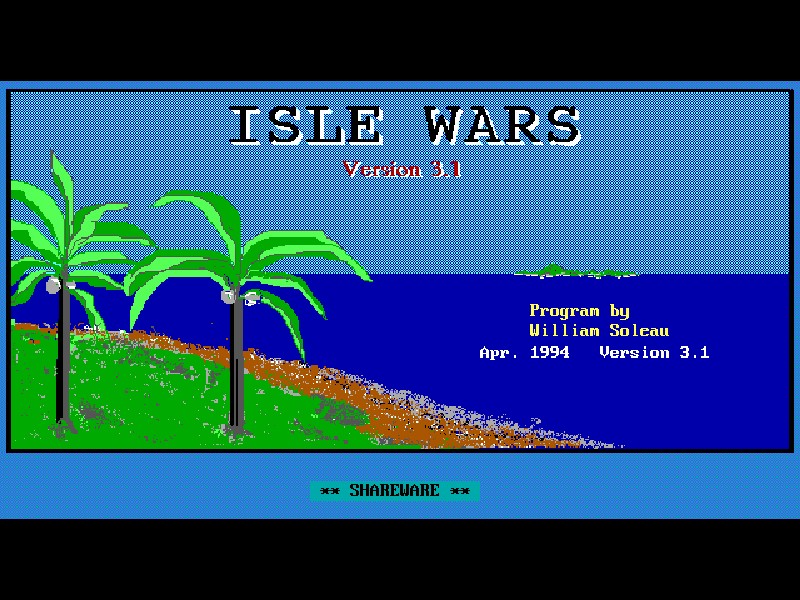 ISLE WARS
Version 3.1
Program by
William Soleau
Apr. 1994 Version 3.1
** SHAREWARE **